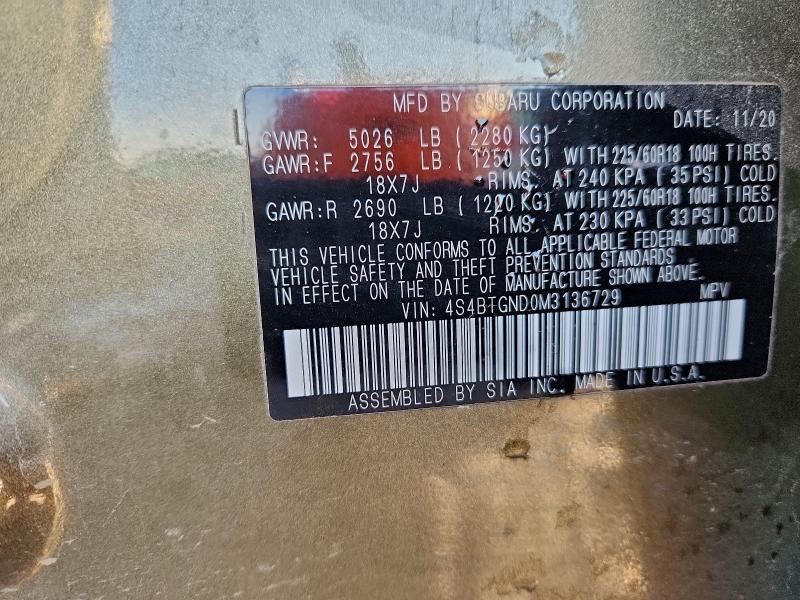 MFD BY SUBARU CORPORATION
DATE: 11/20
GVWR: 5026 LB (2280 KG)
GAWR:F 2756 LB (1250 KG) WITH 225/60R18 100H TIRES.
18X7J RIMS, AT 240 KPA (35 PSI) COLD
GAWR:R 2690 LB (1220 KG) WITH 225/60R18 100H TIRES.
18X7J RIMS, AT 230 KPA (33 PSI) COLD
THIS VEHICLE CONFORMS TO ALL APPLICABLE FEDERAL MOTOR
VEHICLE SAFETY AND THEFT PREVENTION STANDARDS
IN EFFECT ON THE DATE OF MANUFACTURE SHOWN ABOVE.
VIN: 4S4BTGND0M3136729 MPV
ASSEMBLED BY SIA INC. MADE IN U.S.A.